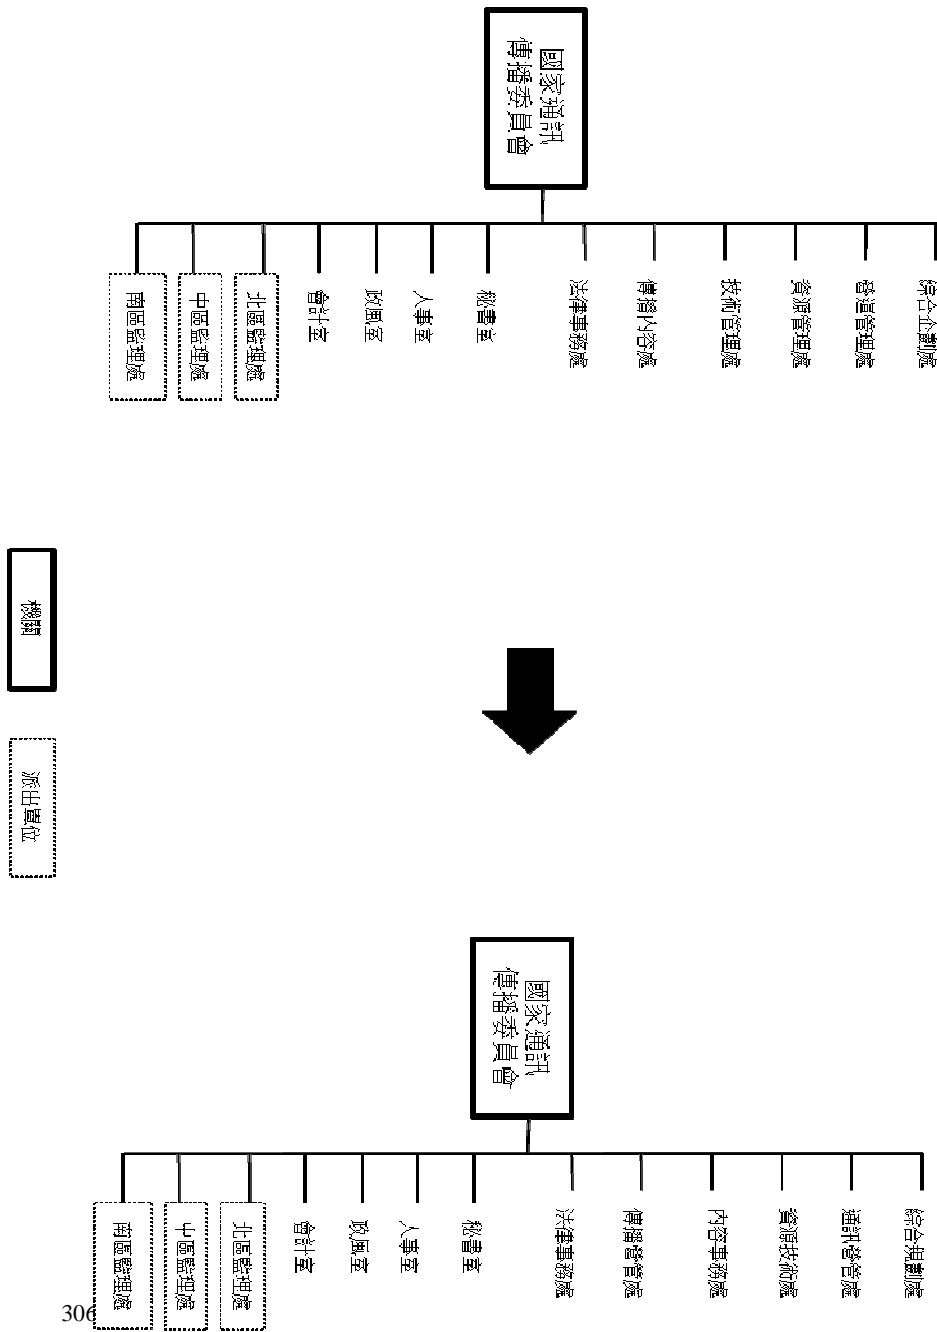 國家通訊
傳播委員會
綜合企劃處
營運管理處
資源管理處
技術管理處
傳播內容處
法律事務處
秘書室
人事室
政風室
會計室
北區監理處
中區監理處
南區監理處
機關
派出單位
國家通訊
傳播委員會
綜合規劃處
通訊營管處
資源技術處
內容事務處
傳播營管處
法律事務處
秘書室
人事室
政風室
會計室
北區監理處
中區監理處
南區監理處
306